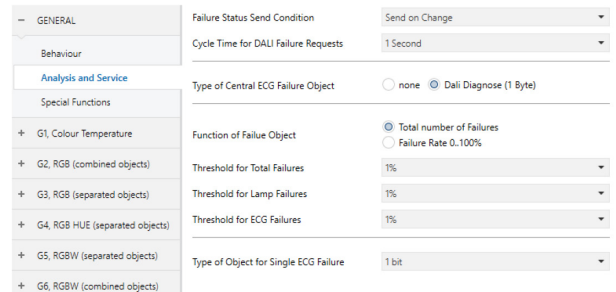 − GENERAL
Behaviour
Analysis and Service
Special Functions
+ G1, Colour Temperature
+ G2, RGB (combined objects)
+ G3, RGB (separated objects)
+ G4, RGB HUE (separated objects)
+ G5, RGBW (separated objects)
+ G6, RGBW (combined objects)
Failure Status Send Condition Send on Change
Cycle Time for DALI Failure Requests 1 Second
Type of Central ECG Failure Object none Dali Diagnose (1 Byte)
Function of Failue Object Total number of Failures
Failure Rate 0..100%
Threshold for Total Failures 1%
Threshold for Lamp Failures 1%
Threshold for ECG Failures 1%
Type of Object for Single ECG Failure 1 bit